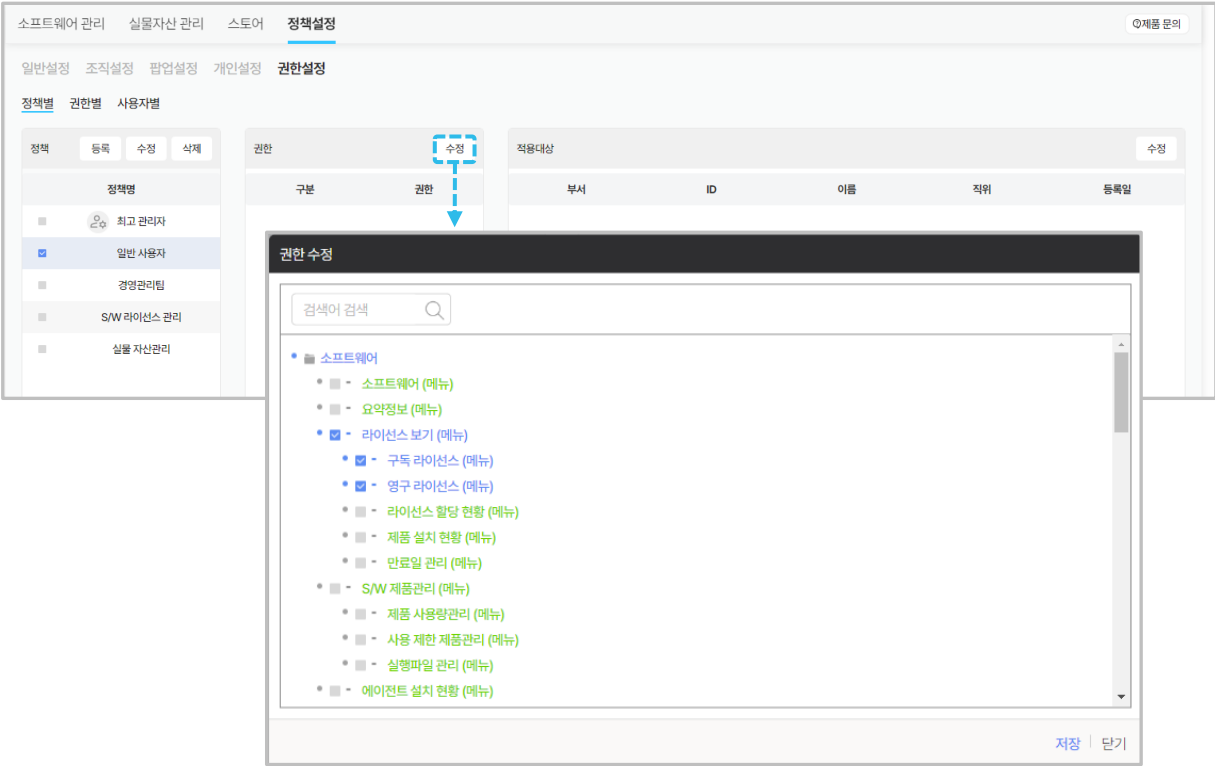 소프트웨어 관리 실물자산 관리 스토어 정책설정 제품 문의
일반설정 조직설정 팝업설정 개인설정 권한설정
정책별 권한별 사용자별
정책 등록 수정 삭제 권한 수정 적용대상 수정
정책명 구분 권한 부서 ID 이름 직위 등록일
최고 관리자
일반 사용자
경영관리팀
S/W 라이선스 관리
실물 자산관리
권한 수정
검색어 검색
소프트웨어
- 소프트웨어 (메뉴)
- 요약정보 (메뉴)
- 라이선스 보기 (메뉴)
- 구독 라이선스 (메뉴)
- 영구 라이선스 (메뉴)
- 라이선스 할당 현황 (메뉴)
- 제품 설치 현황 (메뉴)
- 만료일 관리 (메뉴)
- S/W 제품관리 (메뉴)
- 제품 사용량관리 (메뉴)
- 사용 제한 제품관리 (메뉴)
- 실행파일 관리 (메뉴)
- 에이전트 설치 현황 (메뉴)
저장 닫기